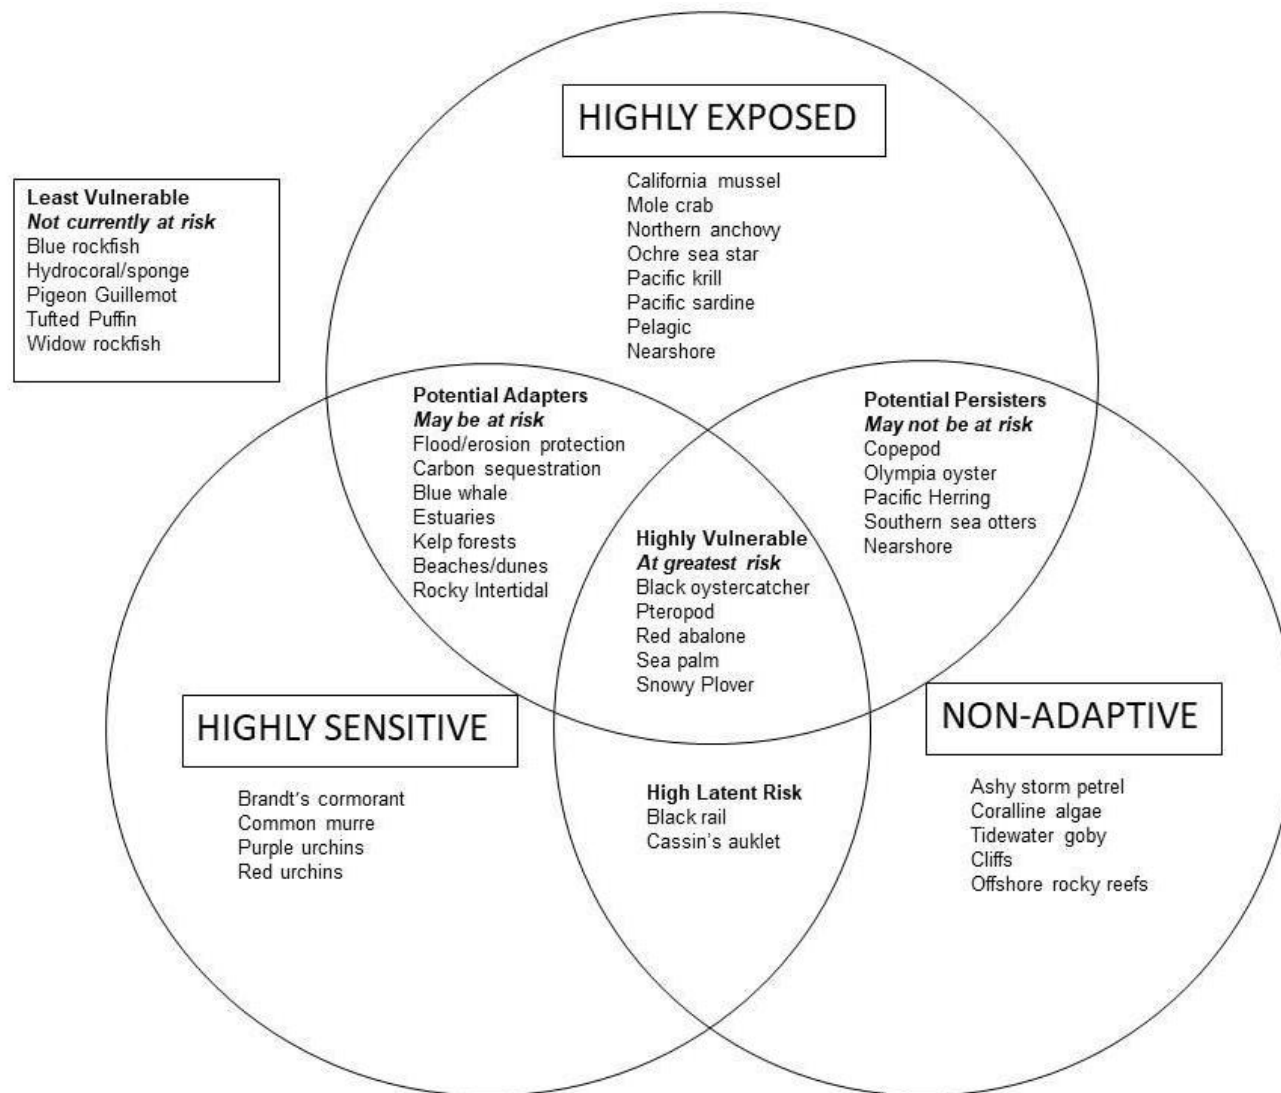 HIGHLY EXPOSED
California mussel
Mole crab
Northern anchovy
Ochre sea star
Pacific krill
Pacific sardine
Pelagic
Nearshore
Least Vulnerable
Not currently at risk
Blue rockfish
Hydrocoral/sponge
Pigeon Guillemot
Tufted Puffin
Widow rockfish
Potential Adapters
May be at risk
Flood/erosion protection
Carbon sequestration
Blue whale
Estuaries
Kelp forests
Beaches/dunes
Rocky Intertidal
Potential Persisters
May not be at risk
Copepod
Olympia oyster
Pacific Herring
Southern sea otters
Nearshore
Highly Vulnerable
At greatest risk
Black oystercatcher
Pteropod
Red abalone
Sea palm
Snowy Plover
HIGHLY SENSITIVE
Brandt's cormorant
Common murre
Purple urchins
Red urchins
High Latent Risk
Black rail
Cassin's auklet
NON-ADAPTIVE
Ashy storm petrel
Coralline algae
Tidewater goby
Cliffs
Offshore rocky reefs